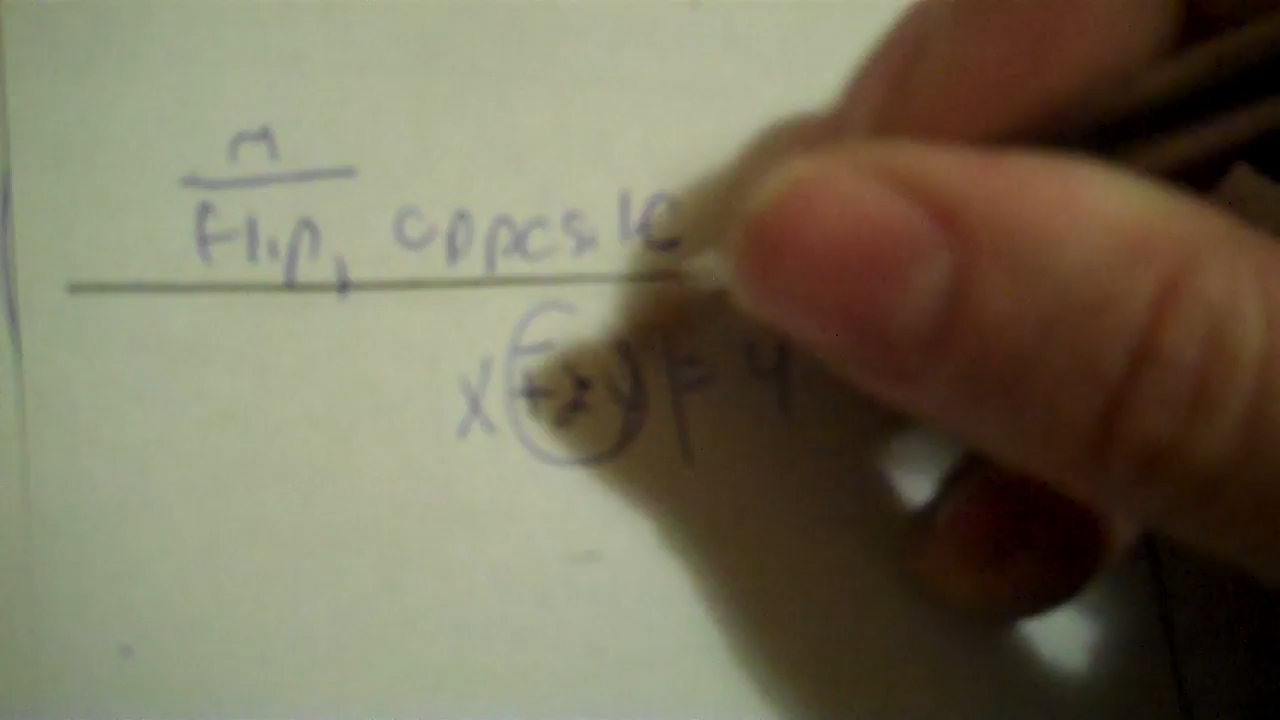 m
Flip, opposite
x + 2y = 4